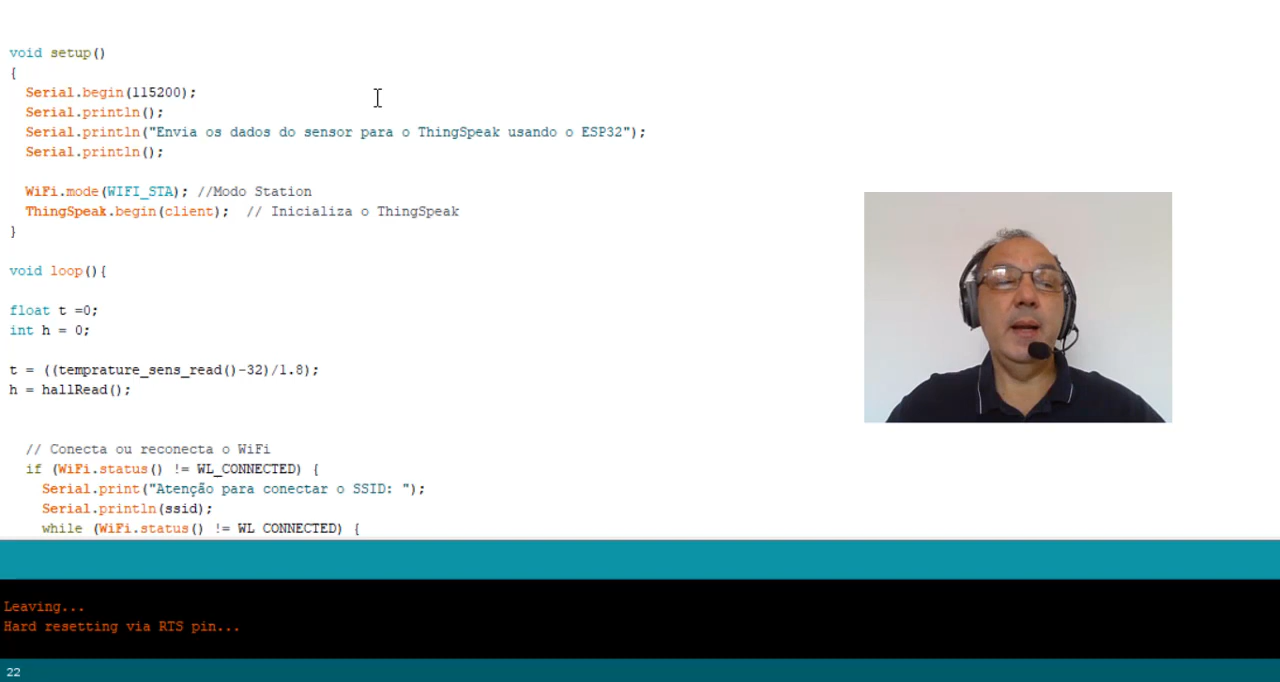 void setup()
{
Serial.begin(115200);
Serial.println();
Serial.println("Envia os dados do sensor para o ThingSpeak usando o ESP32");
Serial.println();
WiFi.mode(WIFI_STA); //Modo Station
ThingSpeak.begin(client); // Inicializa o ThingSpeak
}
void loop(){
float t =0;
int h = 0;
t = ((temprature_sens_read()-32)/1.8);
h = hallRead();
// Conecta ou reconecta o WiFi
if (WiFi.status() != WL_CONNECTED) {
Serial.print("Atenção para conectar o SSID: ");
Serial.println(ssid);
while (WiFi.status() != WL CONNECTED) {
Leaving...
Hard resetting via RTS pin...
22